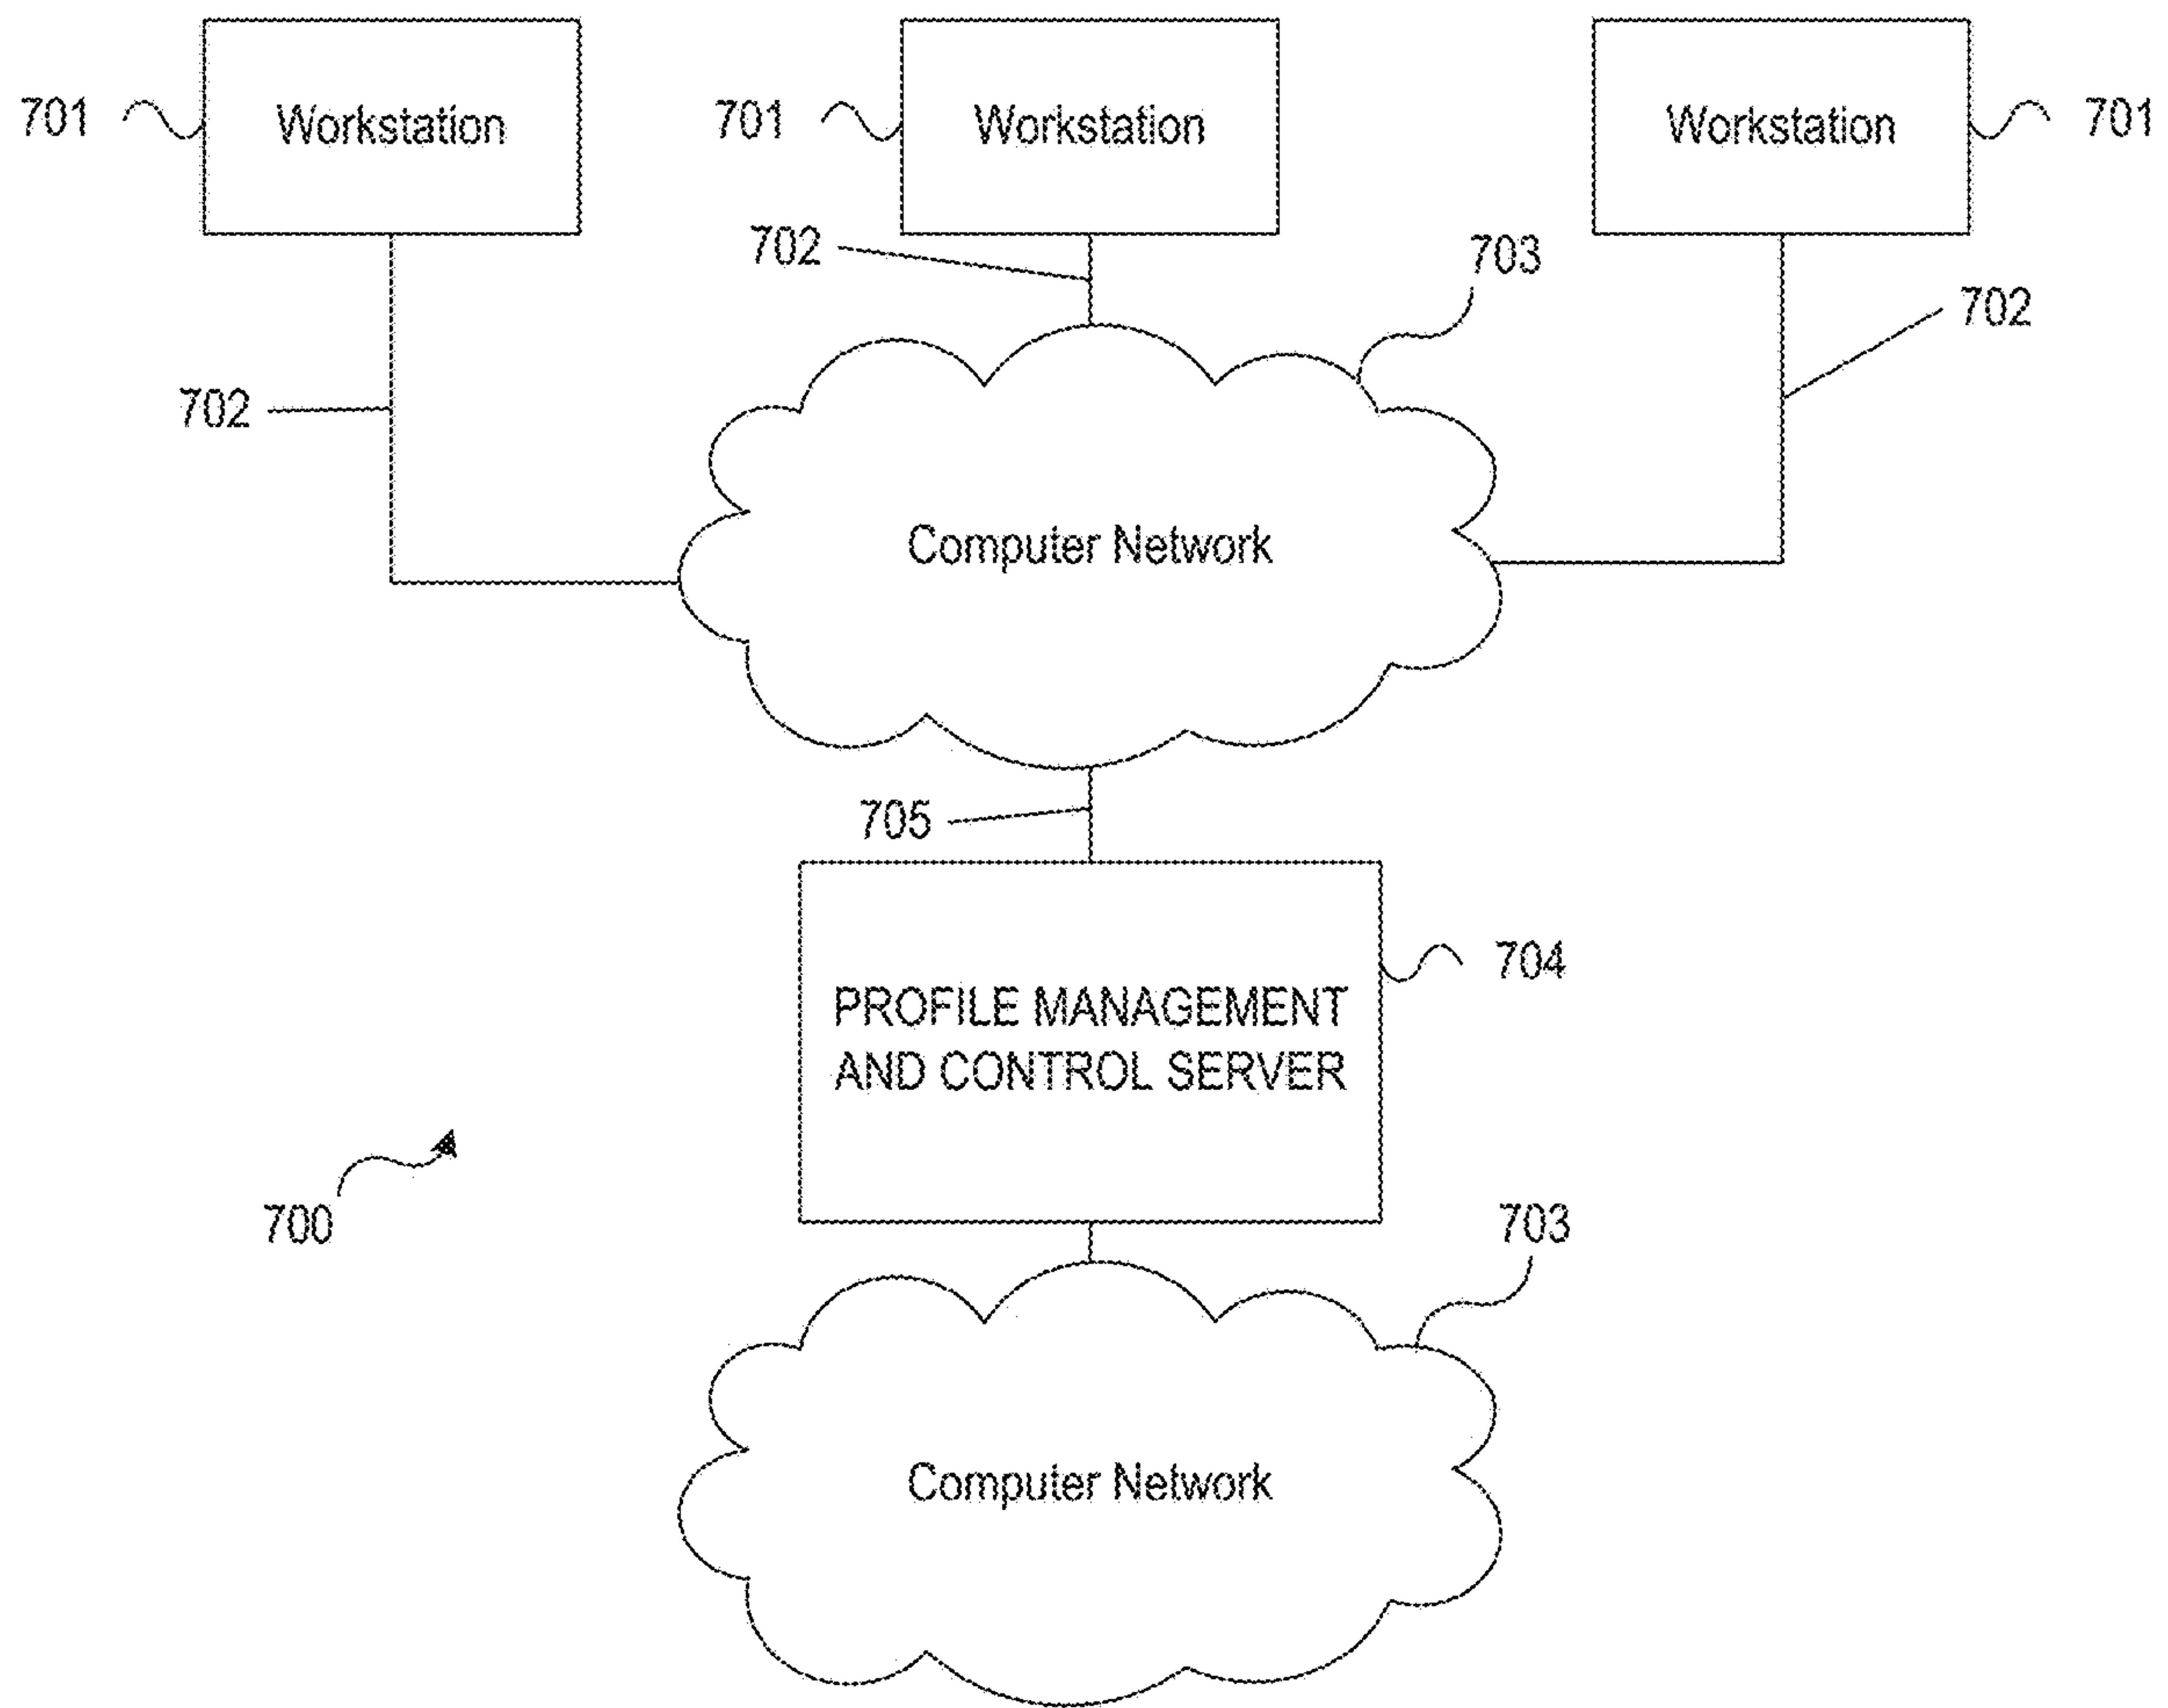 701
Workstation
701
Workstation
Workstation
701
702
703
702
702
Computer Network
705
704
PROFILE MANAGEMENT
AND CONTROL SERVER
700
703
Computer Network